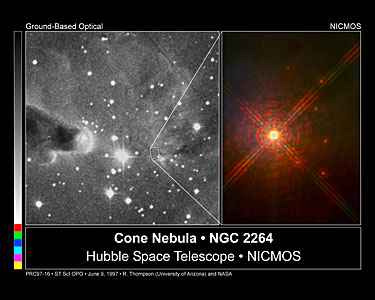 Ground-Based Optical
NICMOS
Cone Nebula • NGC 2264
Hubble Space Telescope • NICMOS
PRC97-16 • ST ScI OPO • June 9, 1997 • R. Thompson (University of Arizona) and NASA